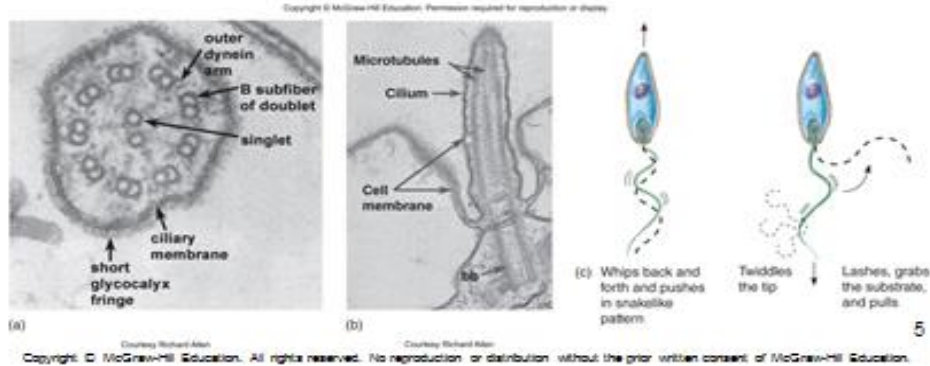 Copyright © McGraw-Hill Education. Permission required for reproduction or display.
outer
dynein
arm
B subfiber
of doublet
singlet
ciliary
membrane
short
glycocalyx
fringe
(a)
Courtesy Richard Allen
Microtubules
Cilium
Cell
membrane
bb
(b)
Courtesy Richard Allen
(c) Whips back and
forth and pushes
in snakelike
pattern
Twiddles
the tip
Lashes, grabs
the substrate,
and pulls
5
Copyright © McGraw-Hill Education. All rights reserved. No reproduction or distribution without the prior written consent of McGraw-Hill Education.